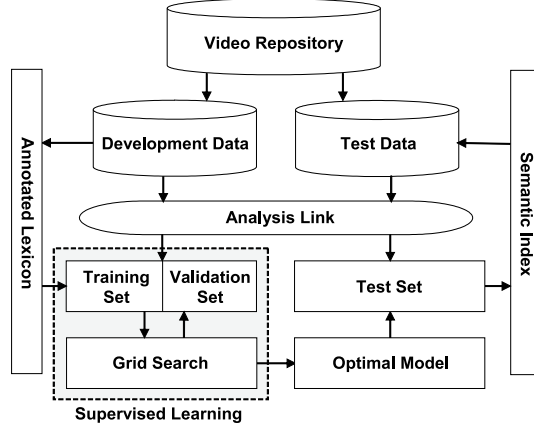 Video Repository
Development Data
Test Data
Annotated Lexicon
Semantic Index
Analysis Link
Training
Set
Validation
Set
Test Set
Grid Search
Optimal Model
Supervised Learning